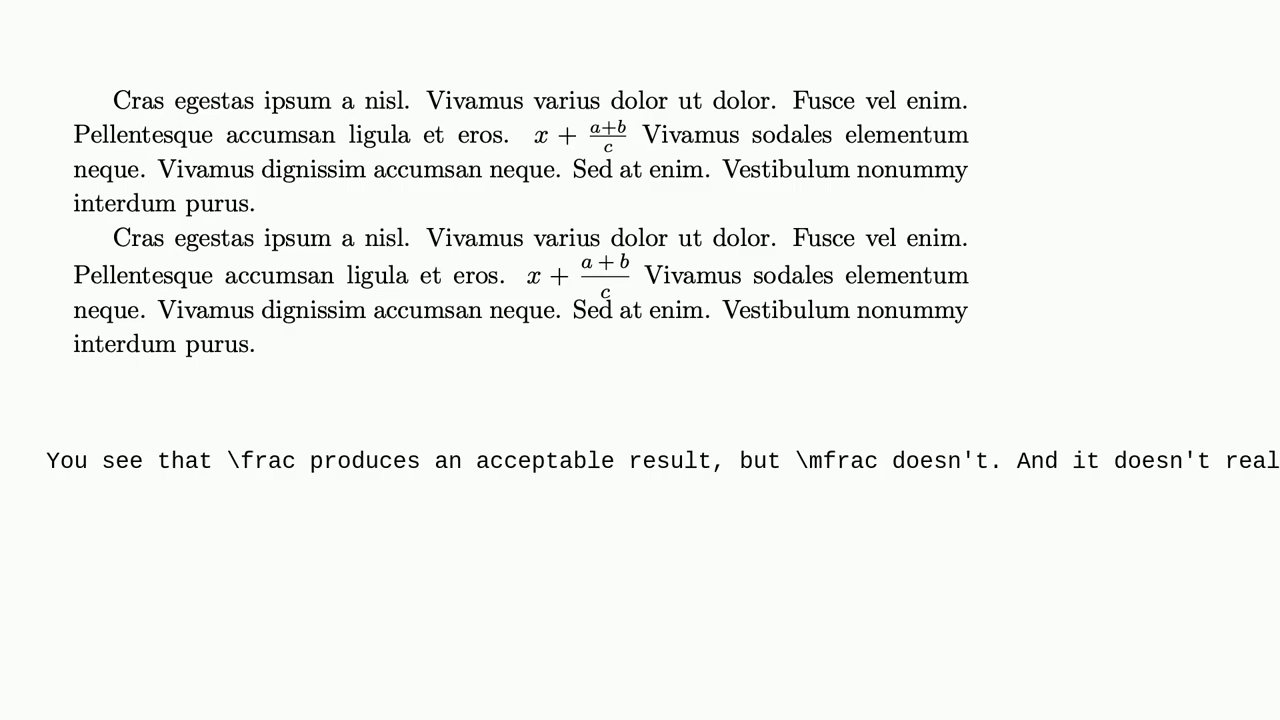 Cras egestas ipsum a nisl. Vivamus varius dolor ut dolor. Fusce vel enim.
Pellentesque accumsan ligula et eros. x + \frac{a+b}{c} Vivamus sodales elementum
neque. Vivamus dignissim accumsan neque. Sed at enim. Vestibulum nonummy
interdum purus.
Cras egestas ipsum a nisl. Vivamus varius dolor ut dolor. Fusce vel enim.
Pellentesque accumsan ligula et eros. x + \frac{a+b}{c} Vivamus sodales elementum
neque. Vivamus dignissim accumsan neque. Sed at enim. Vestibulum nonummy
interdum purus.
You see that \frac produces an acceptable result, but \mfrac doesn't. And it doesn't real